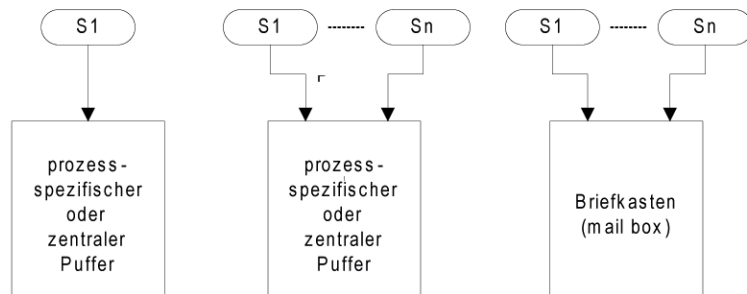 S1
S1
Sn
S1
Sn
prozess-
spezifischer
oder
zentraler
Puffer
prozess-
spezifischer
oder
zentraler
Puffer
Briefkasten
(mail box)